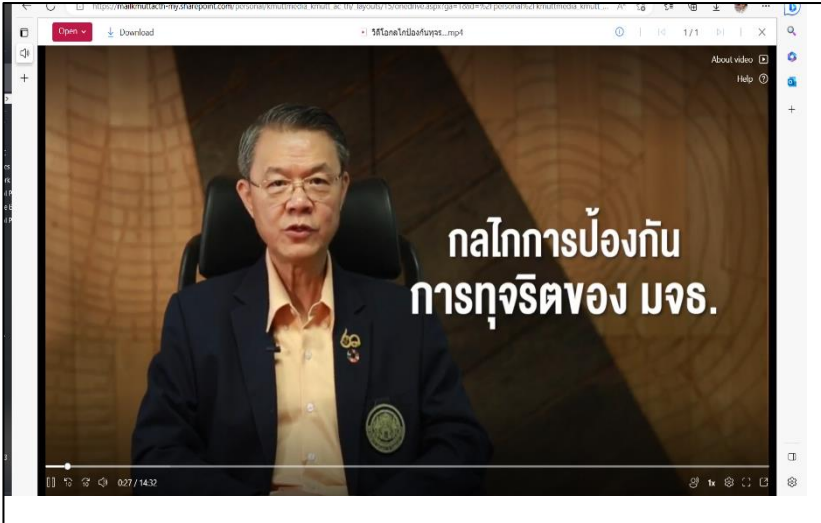 Open
Download
วิดีโอกลไกป้องกันทุจร...mp4
1 / 1
About video
Help
กลไกการป้องกัน
การทุจริตของ มจธ.
0:27 / 14:32
1x